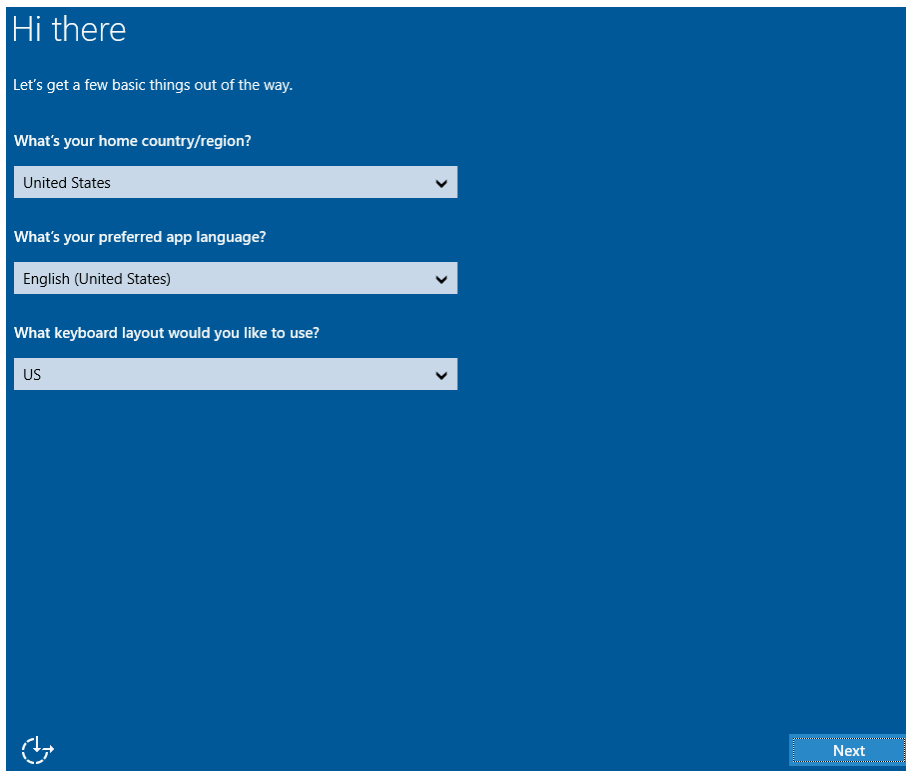 Hi there
Let's get a few basic things out of the way.
What's your home country/region?
United States
What's your preferred app language?
English (United States)
What keyboard layout would you like to use?
US
Next